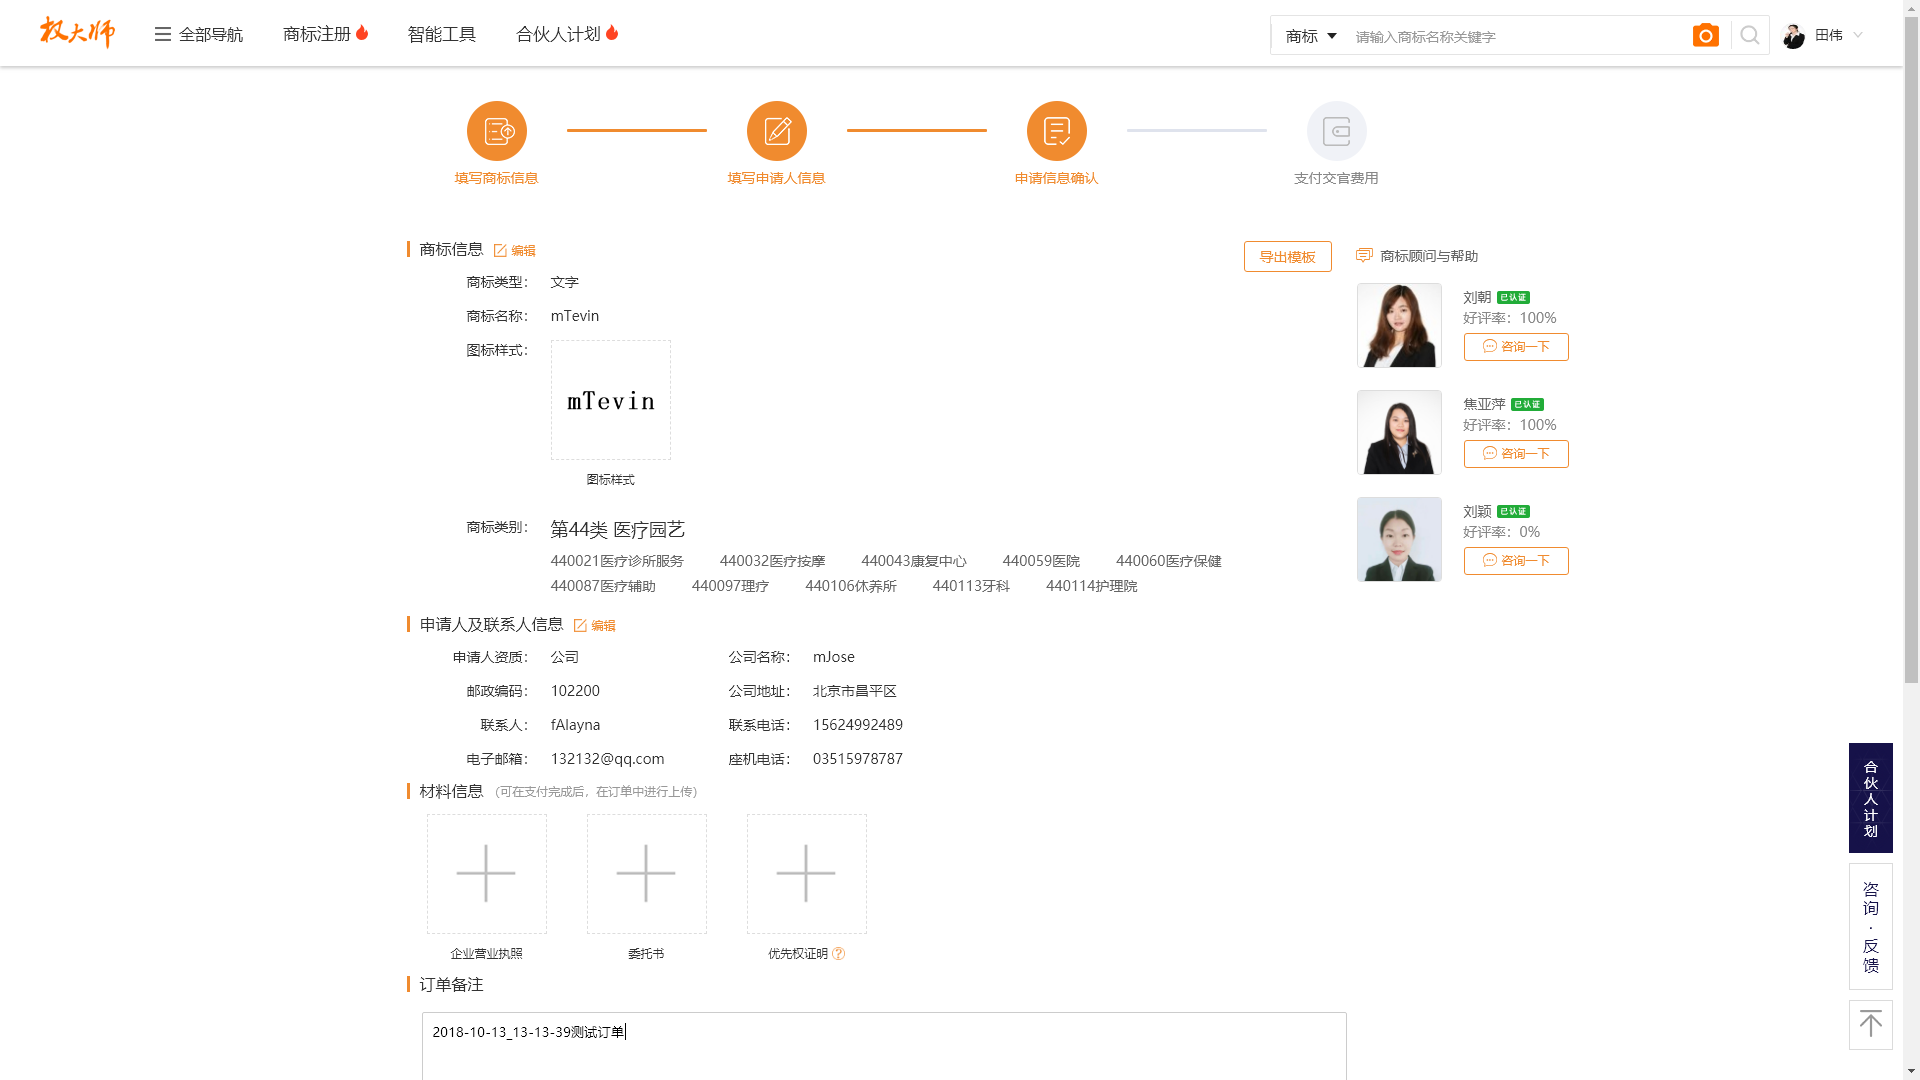 权大师
全部导航
商标注册
智能工具
合伙人计划
商标
请输入商标名称关键字
田伟
填写商标信息
填写申请人信息
申请信息确认
支付交官费用
商标信息 编辑
导出模板
商标类型： 文字
商标名称： mTevin
图标样式：
mTevin
图标样式
商标类别： 第44类 医疗园艺
440021医疗诊所服务 440032医疗按摩 440043康复中心 440059医院 440060医疗保健
440087医疗辅助 440097理疗 440106休养所 440113牙科 440114护理院
商标顾问与帮助
刘朝 已认证
好评率：100%
咨询一下
焦亚萍 已认证
好评率：100%
咨询一下
刘颖 已认证
好评率：0%
咨询一下
申请人及联系人信息 编辑
申请人资质： 公司 公司名称： mJose
邮政编码： 102200 公司地址： 北京市昌平区
联系人： fAlayna 联系电话： 15624992489
电子邮箱： 132132@qq.com 座机电话： 03515978787
材料信息 （可在支付完成后，在订单中进行上传）
企业营业执照
委托书
优先权证明 ?
订单备注
2018-10-13_13-13-39测试订单
合伙人计划
咨询·反馈